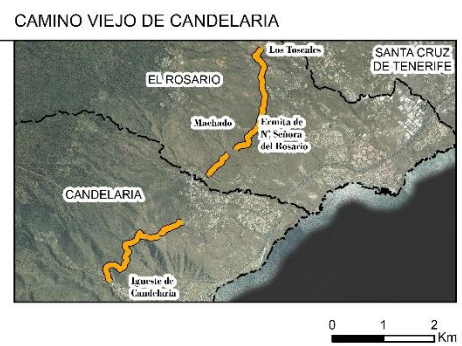 CAMINO VIEJO DE CANDELARIA
Los Toscales
SANTA CRUZ
DE TENERIFE
EL ROSARIO
Machado
Ermita de
Nª. Señora
del Rosario
CANDELARIA
Igueste de
Candelaria
0 1 2
Km